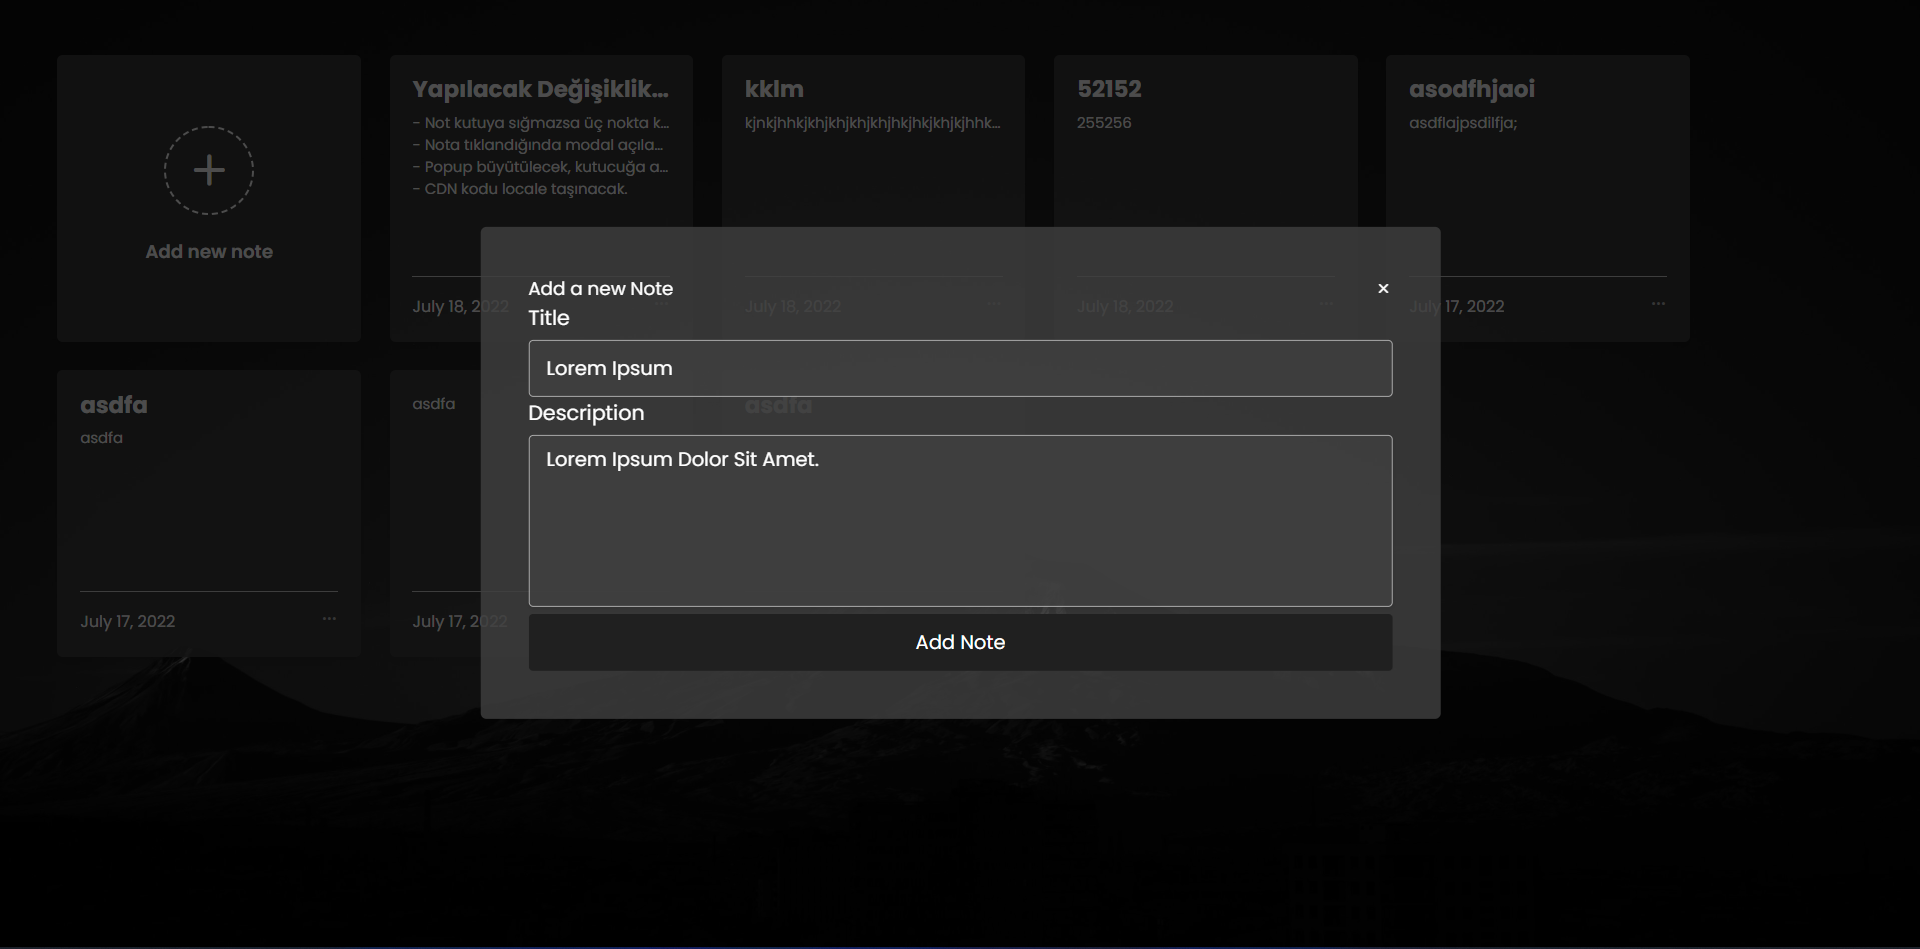 Add new note
Yapılacak Değişiklik...
- Not kutuya sığmazsa üç nokta k...
- Nota tıklandığında modal açıla...
- Popup büyütülecek, kutucuğa a...
- CDN kodu locale taşınacak.
July 18, 2022
kklm
kjnkjhhkjkhjkhjkhjkhjhkjhkjkhjkjhhk...
July 18, 2022
52152
255256
July 18, 2022
asodfhjaoi
asdflajpsdilfja;
July 17, 2022
Add a new Note
×
Title
Lorem Ipsum
Description
Lorem Ipsum Dolor Sit Amet.
Add Note
asdfa
asdfa
July 17, 2022
asdfa
July 17, 2022
asdfa